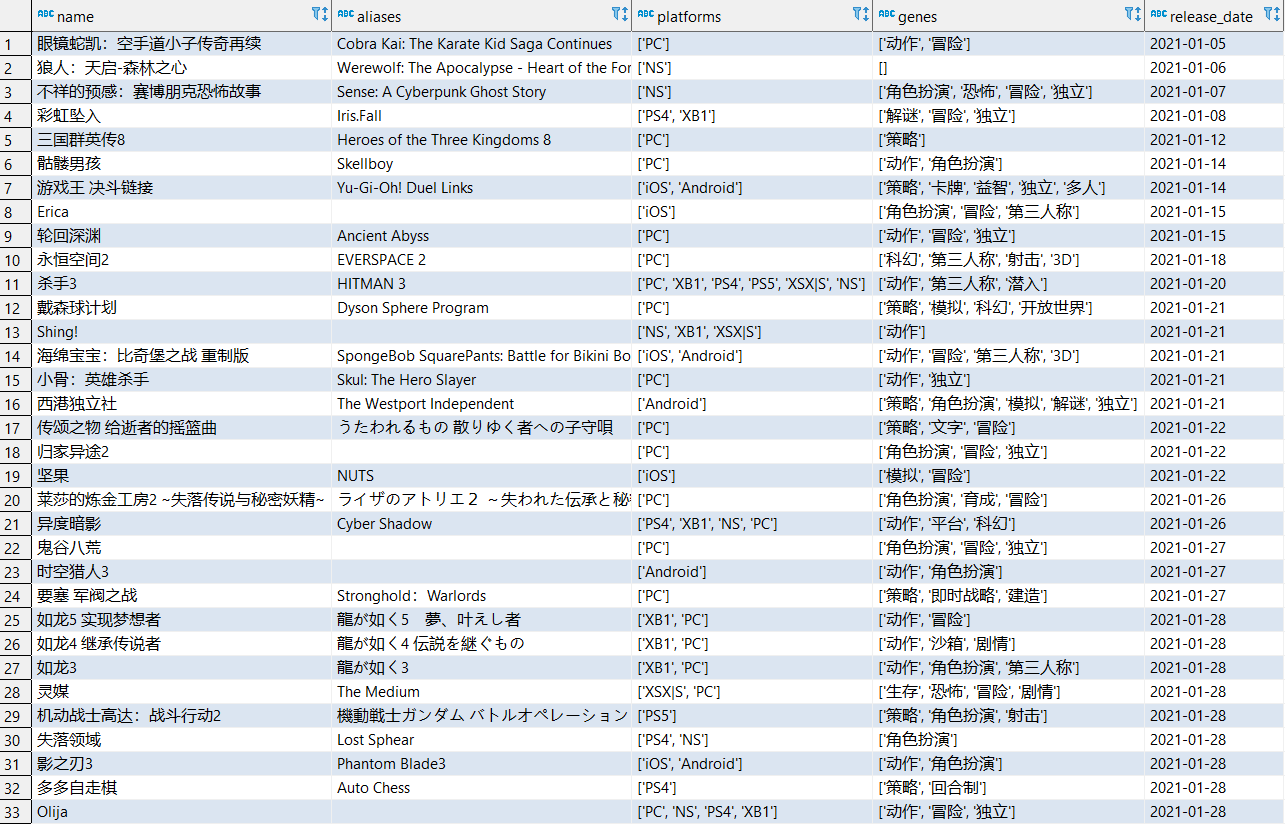 ABC name ABC aliases ABC platforms ABC genes ABC release_date
1 眼镜蛇凯：空手道小子传奇再续 Cobra Kai: The Karate Kid Saga Continues ['PC'] ['动作', '冒险'] 2021-01-05
2 狼人：天启-森林之心 Werewolf: The Apocalypse - Heart of the For ['NS'] [] 2021-01-06
3 不祥的预感：赛博朋克恐怖故事 Sense: A Cyberpunk Ghost Story ['NS'] ['角色扮演', '恐怖', '冒险', '独立'] 2021-01-07
4 彩虹坠入 Iris.Fall ['PS4', 'XB1'] ['解谜', '冒险', '独立'] 2021-01-08
5 三国群英传8 Heroes of the Three Kingdoms 8 ['PC'] ['策略'] 2021-01-12
6 骷髅男孩 Skellboy ['PC'] ['动作', '角色扮演'] 2021-01-14
7 游戏王 决斗链接 Yu-Gi-Oh! Duel Links ['iOS', 'Android'] ['策略', '卡牌', '益智', '独立', '多人'] 2021-01-14
8 Erica ['iOS'] ['角色扮演', '冒险', '第三人称'] 2021-01-15
9 轮回深渊 Ancient Abyss ['PC'] ['动作', '冒险', '独立'] 2021-01-15
10 永恒空间2 EVERSPACE 2 ['PC'] ['科幻', '第三人称', '射击', '3D'] 2021-01-18
11 杀手3 HITMAN 3 ['PC', 'XB1', 'PS4', 'PS5', 'XSX|S', 'NS'] ['动作', '第三人称', '潜入'] 2021-01-20
12 戴森球计划 Dyson Sphere Program ['PC'] ['策略', '模拟', '科幻', '开放世界'] 2021-01-21
13 Shing! ['NS', 'XB1', 'XSX|S'] ['动作'] 2021-01-21
14 海绵宝宝：比奇堡之战 重制版 SpongeBob SquarePants: Battle for Bikini Bo ['iOS', 'Android'] ['动作', '冒险', '第三人称', '3D'] 2021-01-21
15 小骨：英雄杀手 Skul: The Hero Slayer ['PC'] ['动作', '独立'] 2021-01-21
16 西港独立社 The Westport Independent ['Android'] ['策略', '角色扮演', '模拟', '解谜', '独立'] 2021-01-21
17 传颂之物 给逝者的摇篮曲 うたわれるもの 散りゆく者への子守唄 ['PC'] ['策略', '文字', '冒险'] 2021-01-22
18 归家异途2 ['PC'] ['角色扮演', '冒险', '独立'] 2021-01-22
19 坚果 NUTS ['iOS'] ['模拟', '冒险'] 2021-01-22
20 莱莎的炼金工房2 ~失落传说与秘密妖精~ ライザのアトリエ２ ～失われた伝承と秘 ['PC'] ['角色扮演', '育成', '冒险'] 2021-01-26
21 异度暗影 Cyber Shadow ['PS4', 'XB1', 'NS', 'PC'] ['动作', '平台', '科幻'] 2021-01-26
22 鬼谷八荒 ['PC'] ['角色扮演', '冒险', '独立'] 2021-01-27
23 时空猎人3 ['Android'] ['动作', '角色扮演'] 2021-01-27
24 要塞 军阀之战 Stronghold：Warlords ['PC'] ['策略', '即时战略', '建造'] 2021-01-27
25 如龙5 实现梦想者 龍が如く5　夢、叶えし者 ['XB1', 'PC'] ['动作', '冒险'] 2021-01-28
26 如龙4 继承传说者 龍が如く4 伝説を継ぐもの ['XB1', 'PC'] ['动作', '沙箱', '剧情'] 2021-01-28
27 如龙3 龍が如く3 ['XB1', 'PC'] ['动作', '角色扮演', '第三人称'] 2021-01-28
28 灵媒 The Medium ['XSX|S', 'PC'] ['生存', '恐怖', '冒险', '剧情'] 2021-01-28
29 机动战士高达：战斗行动2 機動戦士ガンダム バトルオペレーション ['PS5'] ['策略', '角色扮演', '射击'] 2021-01-28
30 失落领域 Lost Sphear ['PS4', 'NS'] ['角色扮演'] 2021-01-28
31 影之刃3 Phantom Blade3 ['iOS', 'Android'] ['动作', '角色扮演'] 2021-01-28
32 多多自走棋 Auto Chess ['PS4'] ['策略', '回合制'] 2021-01-28
33 Olija ['PC', 'NS', 'PS4', 'XB1'] ['动作', '冒险', '独立'] 2021-01-28